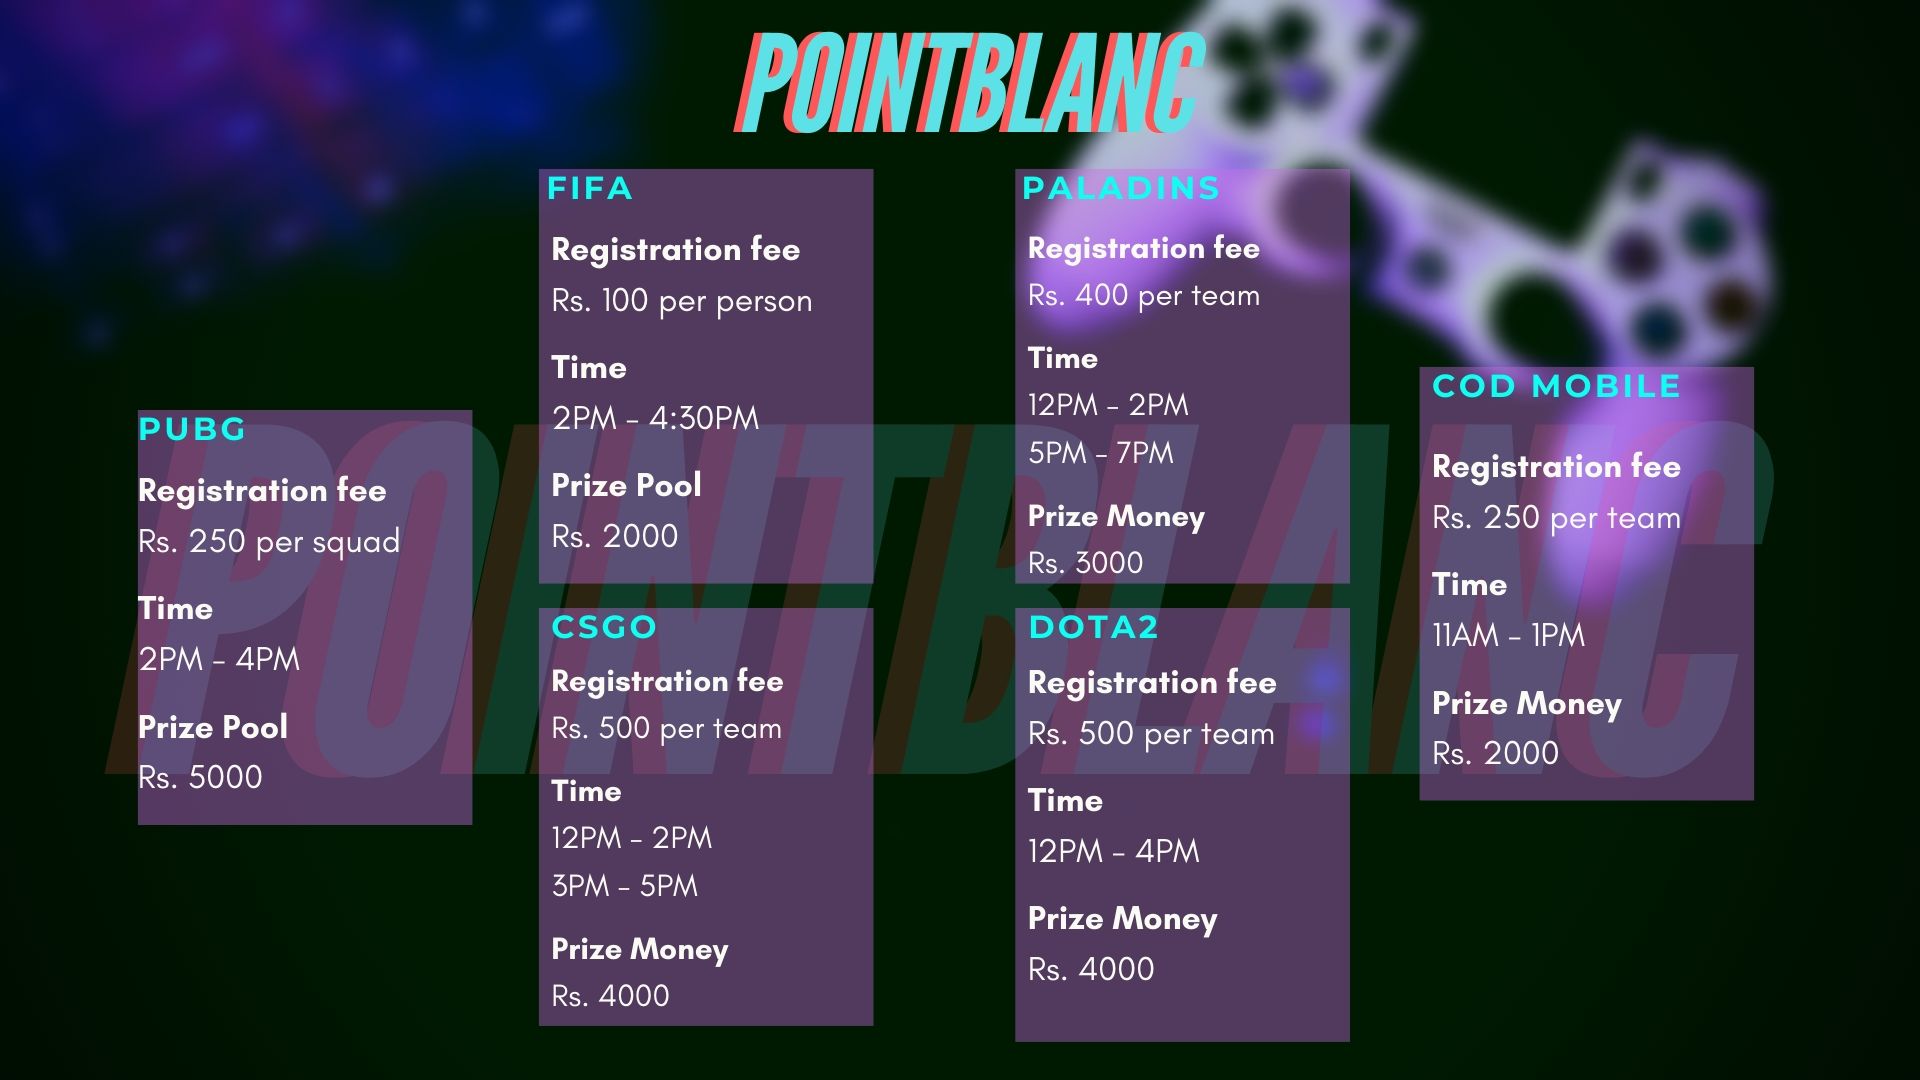 POINTBLANC
PUBG
Registration fee
Rs. 250 per squad
Time
2PM - 4PM
Prize Pool
Rs. 5000
FIFA
Registration fee
Rs. 100 per person
Time
2PM - 4:30PM
Prize Pool
Rs. 2000
CSGO
Registration fee
Rs. 500 per team
Time
12PM - 2PM
3PM - 5PM
Prize Money
Rs. 4000
PALADINS
Registration fee
Rs. 400 per team
Time
12PM - 2PM
5PM - 7PM
Prize Money
Rs. 3000
DOTA2
Registration fee
Rs. 500 per team
Time
12PM - 4PM
Prize Money
Rs. 4000
COD MOBILE
Registration fee
Rs. 250 per team
Time
11AM - 1PM
Prize Money
Rs. 2000
POINTBLANC